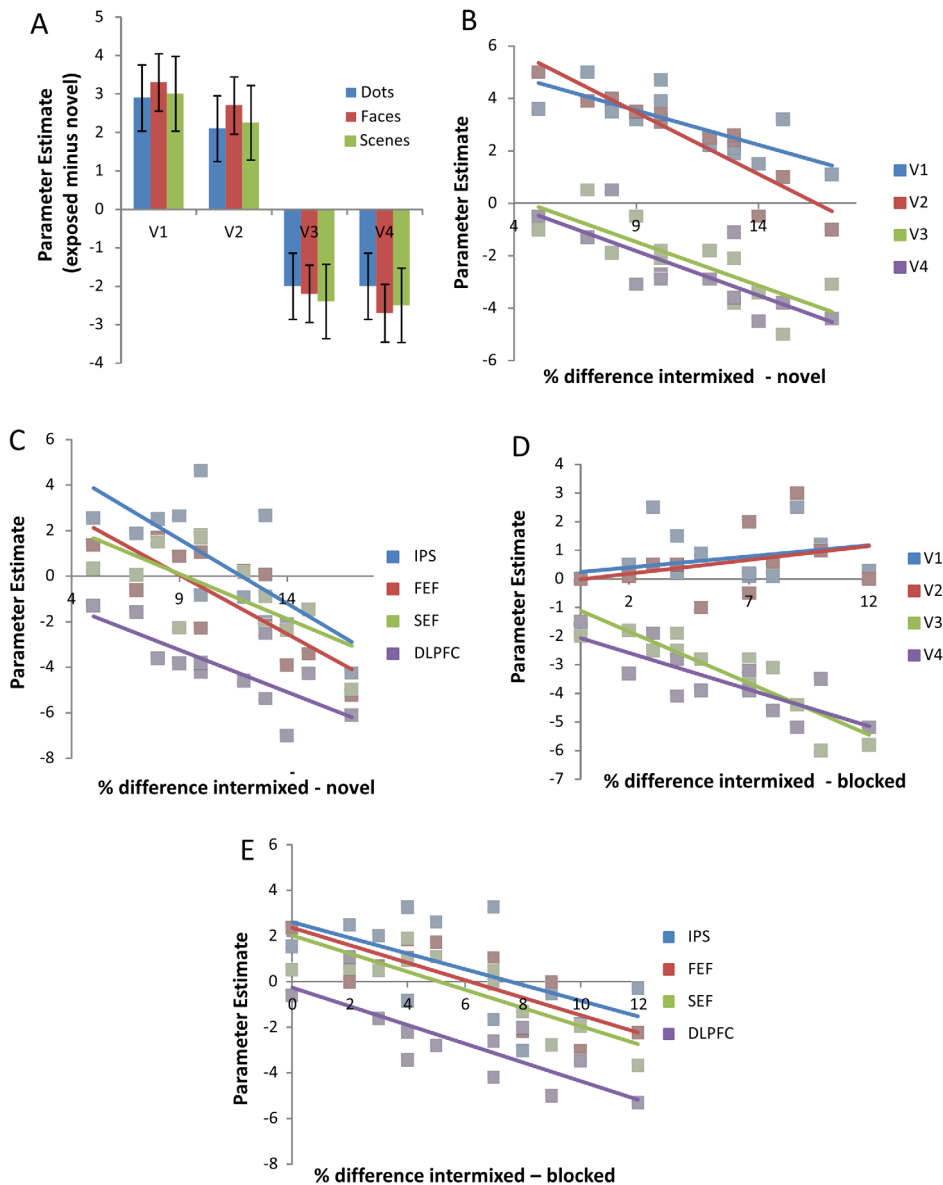 A
Parameter Estimate
(exposed minus novel)
5
4
3
2
1
0
-1
-2
-3
-4
V1
V2
V3
V4
Dots
Faces
Scenes
B
Parameter Estimate
6
4
2
0
-2
-4
-6
4
9
14
% difference intermixed - novel
V1
V2
V3
V4
C
Parameter Estimate
6
4
2
0
-2
-4
-6
-8
4
9
14
% difference intermixed - novel
IPS
FEF
SEF
DLPFC
D
Parameter Estimate
4
3
2
1
0
-1
-2
-3
-4
-5
-6
-7
2
7
12
% difference intermixed - blocked
V1
V2
V3
V4
E
Parameter Estimate
6
4
2
0
-2
-4
-6
-8
0
2
4
6
8
10
12
% difference intermixed – blocked
IPS
FEF
SEF
DLPFC